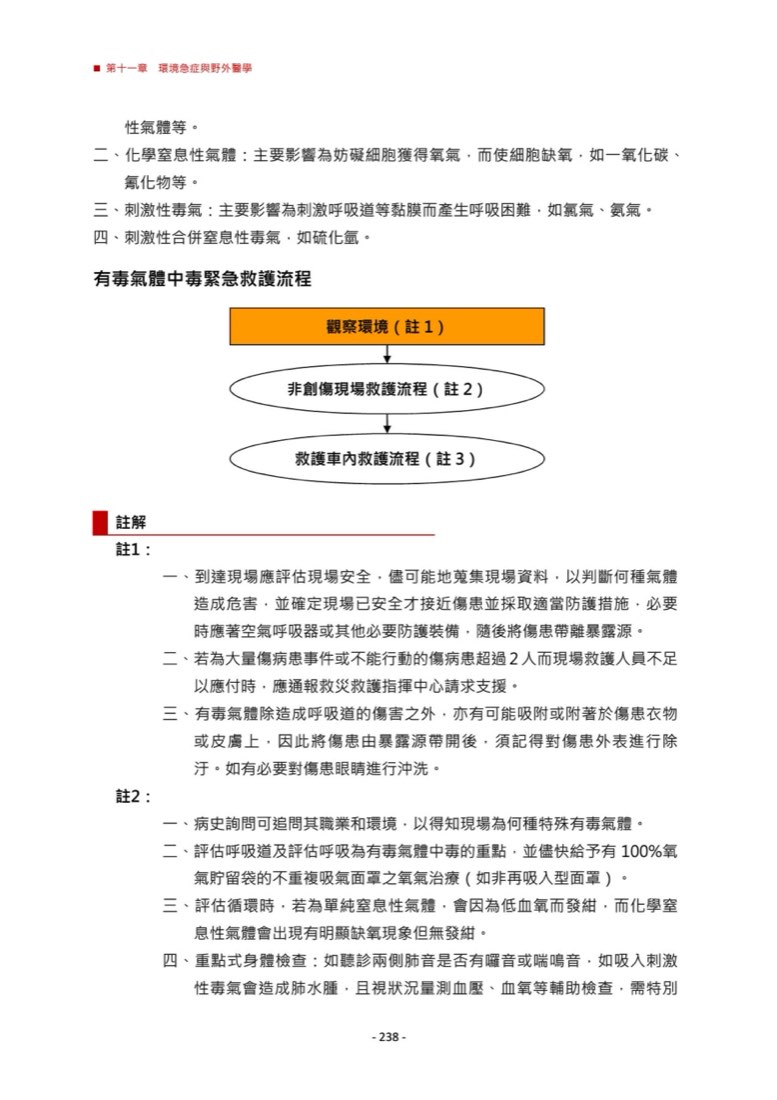 ■ 第十一章　環境急症與野外醫學
性氣體等。
二、化學窒息性氣體：主要影響為妨礙細胞獲得氧氣，而使細胞缺氧，如一氧化碳、
氰化物等。
三、刺激性毒氣：主要影響為刺激呼吸道等黏膜而產生呼吸困難，如氯氣、氨氣。
四、刺激性合併窒息性毒氣，如硫化氫。
有毒氣體中毒緊急救護流程
觀察環境（註 1）
非創傷現場救護流程（註 2）
救護車內救護流程（註 3）
註解
註1：
一、到達現場應評估現場安全，儘可能地蒐集現場資料，以判斷何種氣體
造成危害，並確定現場已安全才接近傷患並採取適當防護措施，必要
時應著空氣呼吸器或其他必要防護裝備，隨後將傷患帶離暴露源。
二、若為大量傷病患事件或不能行動的傷病患超過 2 人而現場救護人員不足
以應付時，應通報救災救護指揮中心請求支援。
三、有毒氣體除造成呼吸道的傷害之外，亦有可能吸附或附著於傷患衣物
或皮膚上，因此將傷患由暴露源帶開後，須記得對傷患外表進行除
汙。如有必要對傷患眼睛進行沖洗。
註2：
一、病史詢問可追問其職業和環境，以得知現場為何種特殊有毒氣體。
二、評估呼吸道及評估呼吸為有毒氣體中毒的重點，並儘快給予有 100%氧
氣貯留袋的不重複吸氣面罩之氧氣治療（如非再吸入型面罩）。
三、評估循環時，若為單純窒息性氣體，會因為低血氧而發紺，而化學窒
息性氣體會出現有明顯缺氧現象但無發紺。
四、重點式身體檢查：如聽診兩側肺音是否有囉音或喘鳴音，如吸入刺激
性毒氣會造成肺水腫，且視狀況量測血壓、血氧等輔助檢查，需特別
- 238 -